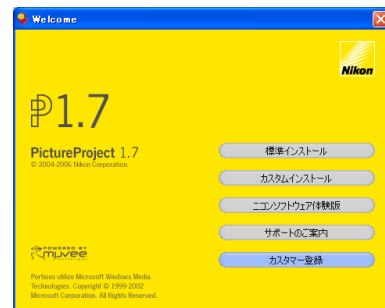 Welcome
Nikon
P1.7
PictureProject 1.7
© 2004-2006 Nikon Corporation.
標準インストール
カスタムインストール
ニコンソフトウェア体験版
サポートのご案内
カスタマー登録
POWERED BY
muvee
Portions utilize Microsoft Windows Media
Technologies. Copyright © 1999-2002
Microsoft Corporation. All Rights Reserved.